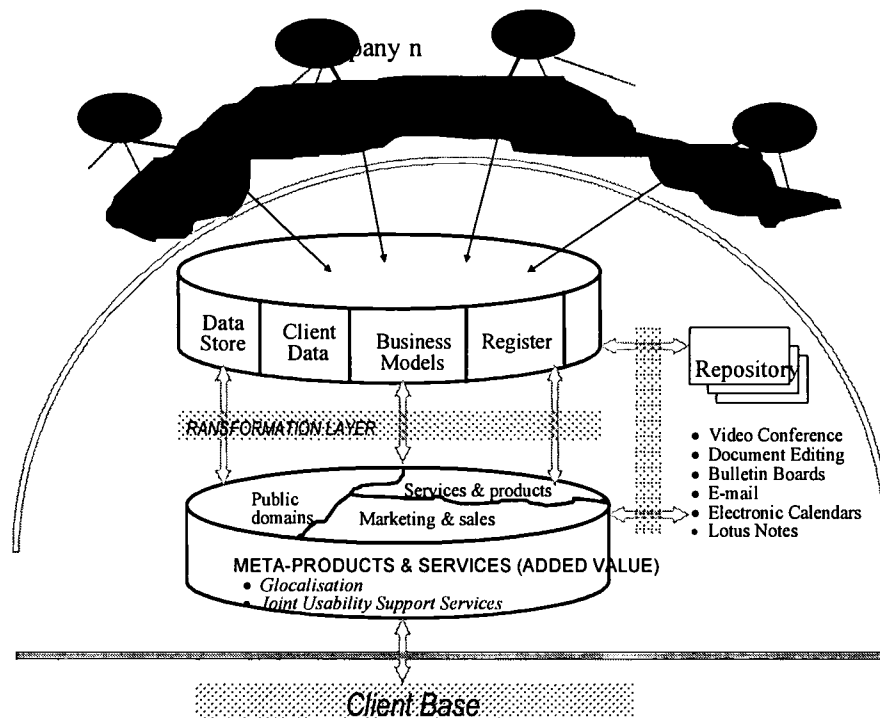 pany n
Data
Store
Client
Data
Business
Models
Register
Repository
RANSFORMATION LAYER
• Video Conference
• Document Editing
• Bulletin Boards
• E-mail
• Electronic Calendars
• Lotus Notes
Public
domains
Services & products
Marketing & sales
META-PRODUCTS & SERVICES (ADDED VALUE)
• Glocalisation
• Joint Usability Support Services
Client Base